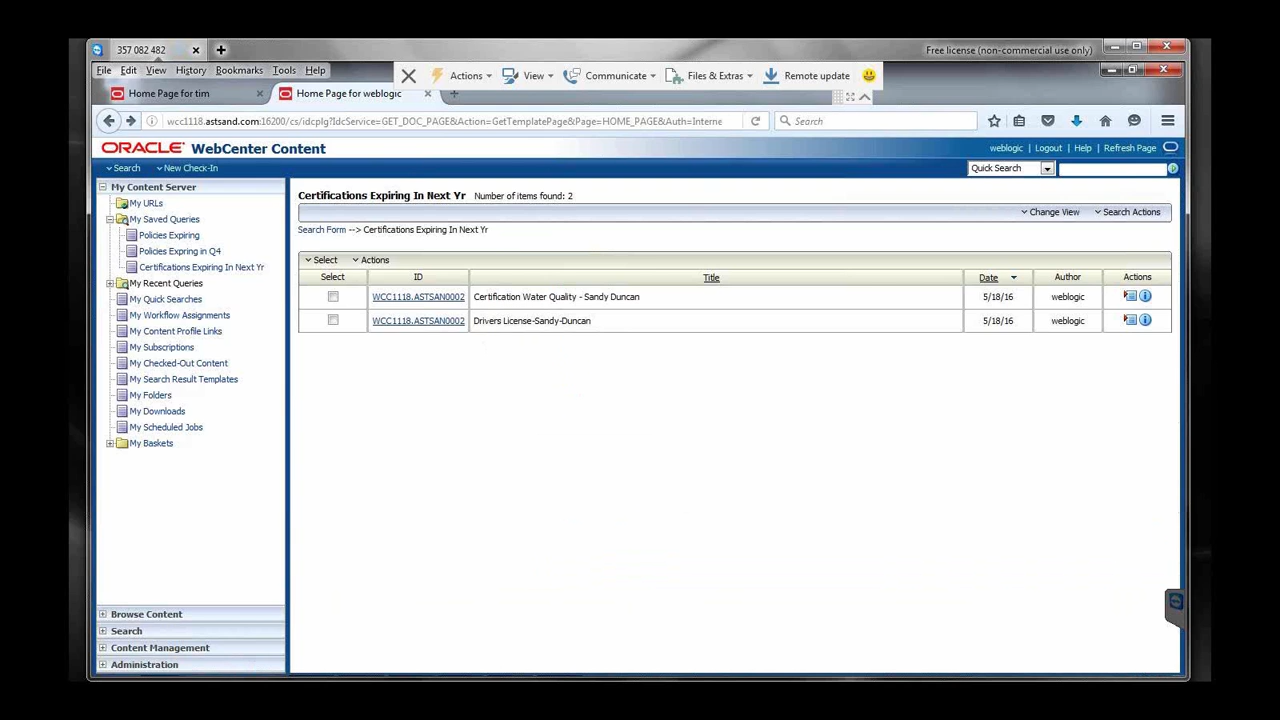 357 082 482
Free license (non-commercial use only)
File Edit View History Bookmarks Tools Help
Actions View Communicate Files & Extras Remote update
Home Page for tim
Home Page for weblogic
wcc1118.astsand.com:16200/cs/idcplg?IdcService=GET_DOC_PAGE&Action=GetTemplatePage&Page=HOME_PAGE&Auth=Interne
Search
ORACLE WebCenter Content
weblogic | Logout | Help | Refresh Page
Search New Check-In
Quick Search
My Content Server
My URLs
My Saved Queries
Policies Expiring
Policies Expring in Q4
Certifications Expiring In Next Yr
My Recent Queries
My Quick Searches
My Workflow Assignments
My Content Profile Links
My Subscriptions
My Checked-Out Content
My Search Result Templates
My Folders
My Downloads
My Scheduled Jobs
My Baskets
Browse Content
Search
Content Management
Administration
Certifications Expiring In Next Yr Number of items found: 2
Change View Search Actions
Search Form --> Certifications Expiring In Next Yr
Select Actions
Select ID Title Date Author Actions
WCC1118.ASTSAN0002 Certification Water Quality - Sandy Duncan 5/18/16 weblogic
WCC1118.ASTSAN0002 Drivers License-Sandy-Duncan 5/18/16 weblogic